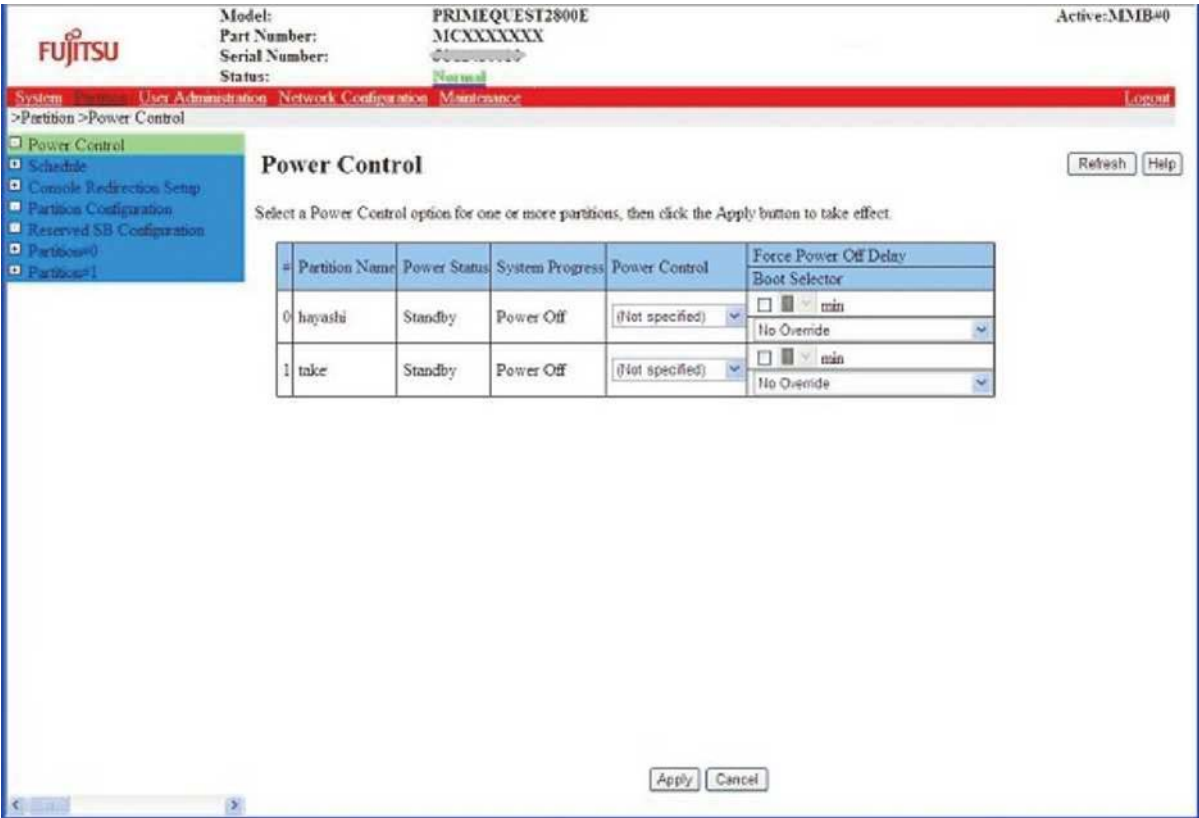 FUJITSU
Model: PRIMEQUEST2800E
Part Number: MCXXXXXXX
Serial Number:
Status: Normal
Active:MMB#0
System Partition User Administration Network Configuration Maintenance Logout
>Partition >Power Control
Power Control
Schedule
Console Redirection Setup
Partition Configuration
Reserved SB Configuration
Partition#0
Partition#1
Power Control
Refresh Help
Select a Power Control option for one or more partitions, then click the Apply button to take effect.
# Partition Name Power Status System Progress Power Control Force Power Off Delay
Boot Selector
0 hayashi Standby Power Off (Not specified) min
No Override
1 take Standby Power Off (Not specified) min
No Override
Apply Cancel